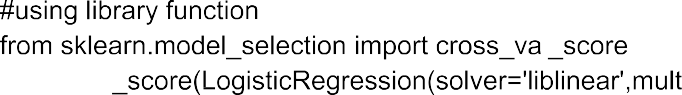 #using library function
from sklearn.model_selection import cross_va _score
_score(LogisticRegression(solver='liblinear',mult